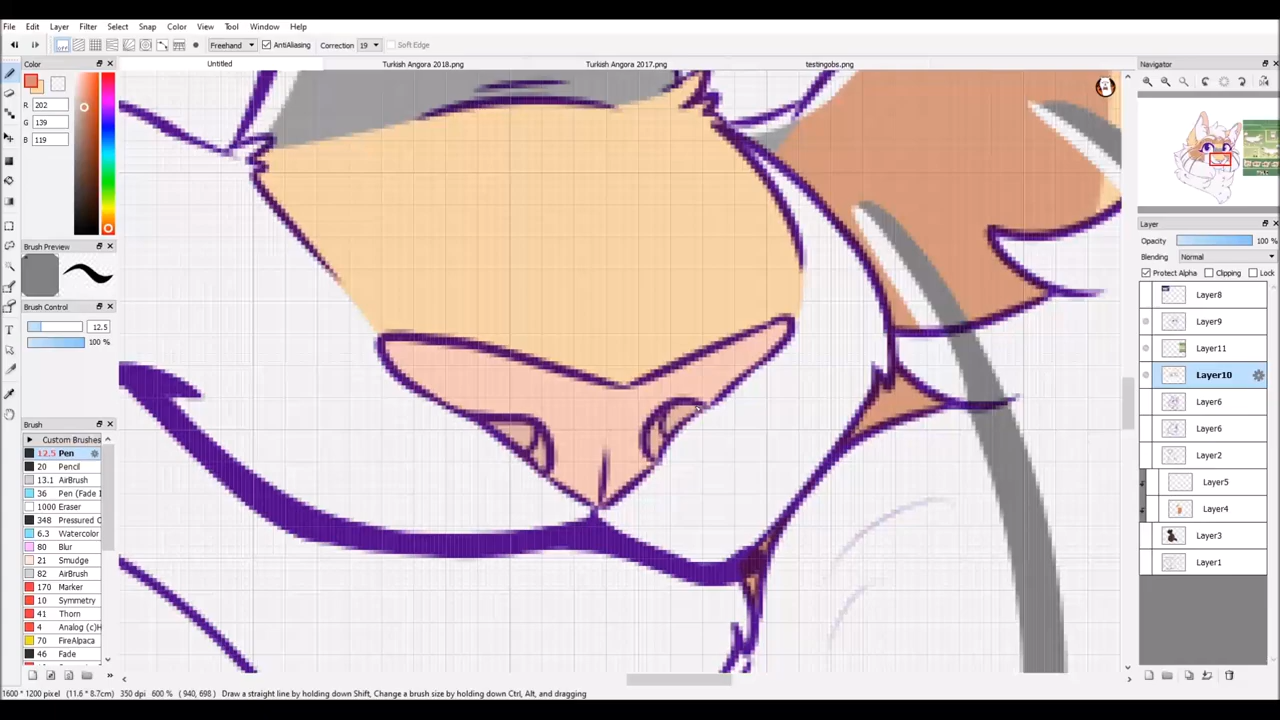 File Edit Layer Filter Select Snap Color View Tool Window Help
OFF Freehand AntiAliasing Correction 19 Soft Edge
Color Untitled Turkish Angora 2018.png Turkish Angora 2017.png testingobs.png Navigator
R 202
G 139
B 119
Layer
Opacity 100 %
Brush Preview
Blending Normal
Protect Alpha Clipping Lock
Layer8
Brush Control
Layer9
12.5
100 %
Layer11
Layer10
Layer6
Brush
Layer6
Custom Brushes
12.5 Pen
Layer2
20 Pencil
13.1 AirBrush
Layer5
36 Pen (Fade I
1000 Eraser
Layer4
348 Pressured O
6.3 Watercolor
Layer3
80 Blur
21 Smudge
Layer1
82 AirBrush
170 Marker
10 Symmetry
41 Thorn
4 Analog (c)H
70 FireAlpaca
46 Fade
1600 * 1200 pixel (11.6 * 8.7cm) 350 dpi 600 % ( 940, 698 ) Draw a straight line by holding down Shift, Change a brush size by holding down Ctrl, Alt, and dragging